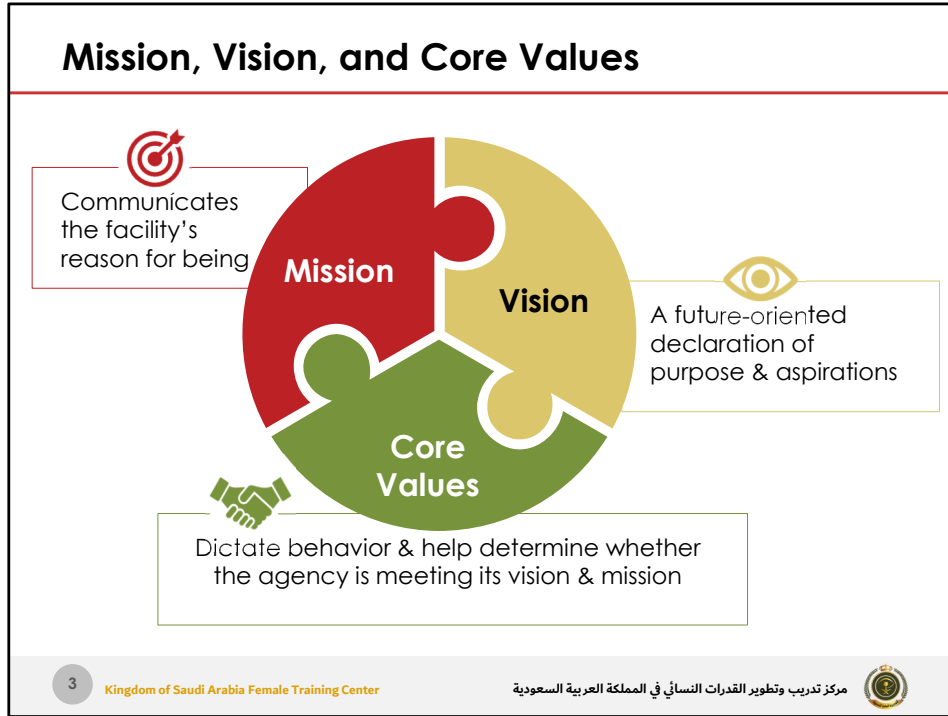 Mission, Vision, and Core Values
Communicates
the facility's
reason for being
Mission
Vision
A future-oriented
declaration of
purpose & aspirations
Core
Values
Dictate behavior & help determine whether
the agency is meeting its vision & mission
3
Kingdom of Saudi Arabia Female Training Center
مركز تدريب وتطوير القدرات النسائي في المملكة العربية السعودية